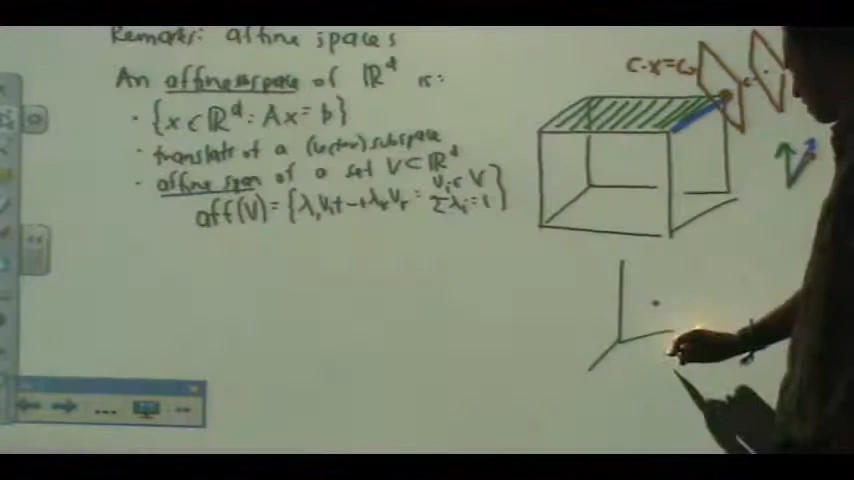 Remarks: affine spaces
An affine space of ℝᵈ is:
· {x ∈ ℝᵈ : Ax = b}
· translate of a (vector) subspace
· affine span of a set V ⊂ ℝᵈ
aff(V) = {λ₁v₁ + ⋯ + λᵣvᵣ : vᵢ ∈ V Σλᵢ = 1}
c·x = c₀